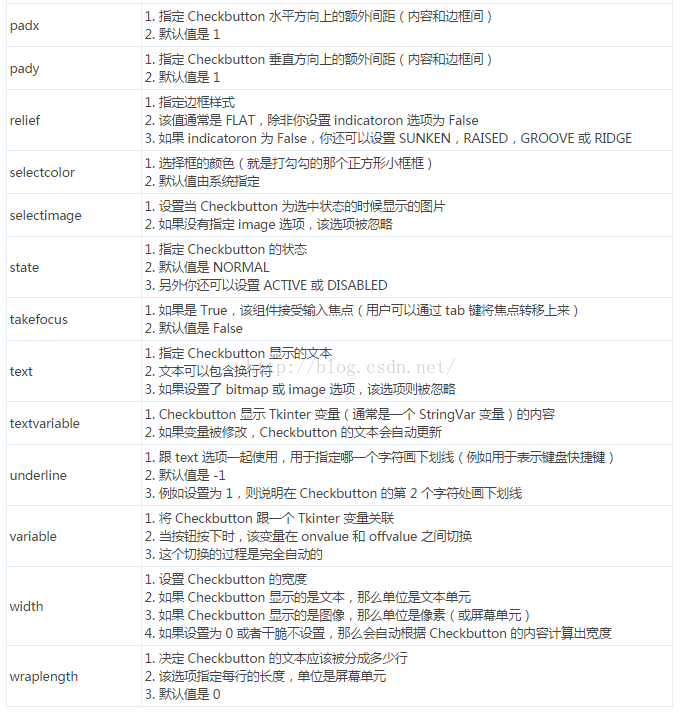 padx
1. 指定 Checkbutton 水平方向上的额外间距（内容和边框间）
2. 默认值是 1
pady
1. 指定 Checkbutton 垂直方向上的额外间距（内容和边框间）
2. 默认值是 1
relief
1. 指定边框样式
2. 该值通常是 FLAT，除非你设置 indicatoron 选项为 False
3. 如果 indicatoron 为 False，你还可以设置 SUNKEN，RAISED，GROOVE 或 RIDGE
selectcolor
1. 选择框的颜色（就是打勾勾的那个正方形小框框）
2. 默认值由系统指定
selectimage
1. 设置当 Checkbutton 为选中状态的时候显示的图片
2. 如果没有指定 image 选项，该选项被忽略
state
1. 指定 Checkbutton 的状态
2. 默认值是 NORMAL
3. 另外你还可以设置 ACTIVE 或 DISABLED
takefocus
1. 如果是 True，该组件接受输入焦点（用户可以通过 tab 键将焦点转移上来）
2. 默认值是 False
text
1. 指定 Checkbutton 显示的文本
2. 文本可以包含换行符
http://blog.csdn.net/
3. 如果设置了 bitmap 或 image 选项，该选项则被忽略
textvariable
1. Checkbutton 显示 Tkinter 变量（通常是一个 StringVar 变量）的内容
2. 如果变量被修改，Checkbutton 的文本会自动更新
underline
1. 跟 text 选项一起使用，用于指定哪一个字符画下划线（例如用于表示键盘快捷键）
2. 默认值是 -1
3. 例如设置为 1，则说明在 Checkbutton 的第 2 个字符处画下划线
variable
1. 将 Checkbutton 跟一个 Tkinter 变量关联
2. 当按钮按下时，该变量在 onvalue 和 offvalue 之间切换
3. 这个切换的过程是完全自动的
width
1. 设置 Checkbutton 的宽度
2. 如果 Checkbutton 显示的是文本，那么单位是文本单元
3. 如果 Checkbutton 显示的是图像，那么单位是像素（或屏幕单元）
4. 如果设置为 0 或者干脆不设置，那么会自动根据 Checkbutton 的内容计算出宽度
wraplength
1. 决定 Checkbutton 的文本应该被分成多少行
2. 该选项指定每行的长度，单位是屏幕单元
3. 默认值是 0